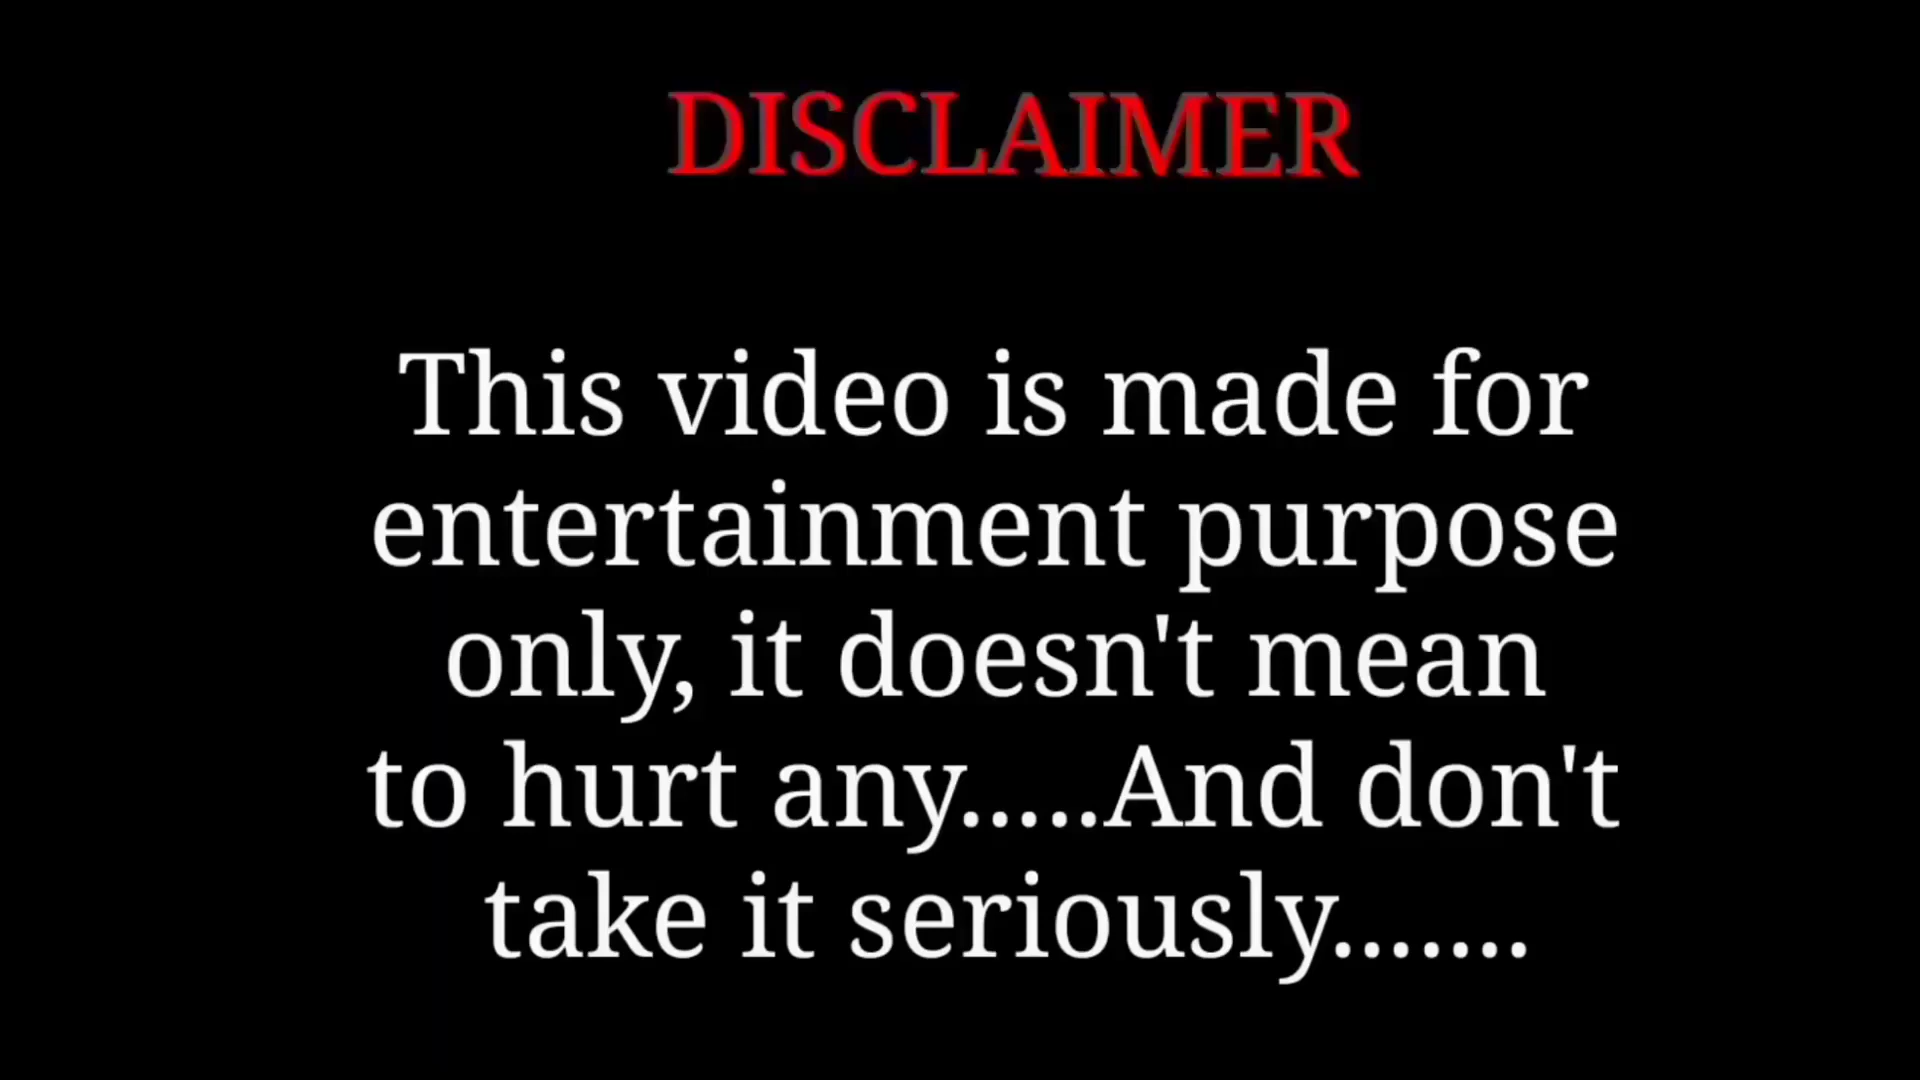 DISCLAIMER
This video is made for
entertainment purpose
only, it doesn't mean
to hurt any.....And don't
take it seriously.......